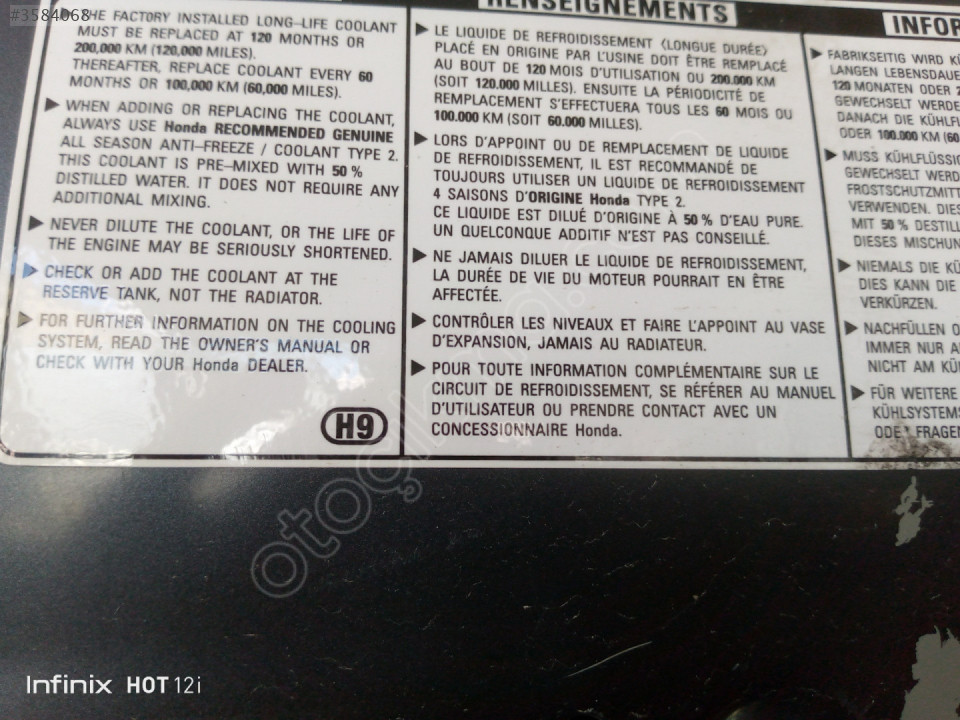 #3584068
THE FACTORY INSTALLED LONG-LIFE COOLANT
MUST BE REPLACED AT 120 MONTHS OR
200,000 KM (120,000 MILES).
THEREAFTER, REPLACE COOLANT EVERY 60
MONTHS OR 100,000 KM (60,000 MILES).
▶ WHEN ADDING OR REPLACING THE COOLANT,
ALWAYS USE Honda RECOMMENDED GENUINE
ALL SEASON ANTI-FREEZE / COOLANT TYPE 2.
THIS COOLANT IS PRE-MIXED WITH 50 %
DISTILLED WATER. IT DOES NOT REQUIRE ANY
ADDITIONAL MIXING.
▶ NEVER DILUTE THE COOLANT, OR THE LIFE OF
THE ENGINE MAY BE SERIOUSLY SHORTENED.
▶ CHECK OR ADD THE COOLANT AT THE
RESERVE TANK, NOT THE RADIATOR.
▶ FOR FURTHER INFORMATION ON THE COOLING
SYSTEM, READ THE OWNER'S MANUAL OR
CHECK WITH YOUR Honda DEALER.
H9
RENSEIGNEMENTS
▶ LE LIQUIDE DE REFROIDISSEMENT (LONGUE DURÉE)
PLACÉ EN ORIGINE PAR L'USINE DOIT ÊTRE REMPLACÉ
AU BOUT DE 120 MOIS D'UTILISATION OU 200.000 KM
(SOIT 120.000 MILLES). ENSUITE LA PÉRIODICITÉ DE
REMPLACEMENT S'EFFECTUERA TOUS LES 60 MOIS OU
100.000 KM (SOIT 60.000 MILLES).
▶ LORS D'APPOINT OU DE REMPLACEMENT DE LIQUIDE
DE REFROIDISSEMENT, IL EST RECOMMANDÉ DE
TOUJOURS UTILISER UN LIQUIDE DE REFROIDISSEMENT
4 SAISONS D'ORIGINE Honda TYPE 2.
CE LIQUIDE EST DILUÉ D'ORIGINE À 50 % D'EAU PURE.
UN QUELCONQUE ADDITIF N'EST PAS CONSEILLÉ.
▶ NE JAMAIS DILUER LE LIQUIDE DE REFROIDISSEMENT,
LA DURÉE DE VIE DU MOTEUR POURRAIT EN ÊTRE
AFFECTÉE.
▶ CONTRÔLER LES NIVEAUX ET FAIRE L'APPOINT AU VASE
D'EXPANSION, JAMAIS AU RADIATEUR.
▶ POUR TOUTE INFORMATION COMPLÉMENTAIRE SUR LE
CIRCUIT DE REFROIDISSEMENT, SE RÉFÉRER AU MANUEL
D'UTILISATEUR OU PRENDRE CONTACT AVEC UN
CONCESSIONNAIRE Honda.
INFOR
▶ FABRIKSEITIG WIRD KÜ
LANGEN LEBENSDAUE
120 MONATEN ODER 2
GEWECHSELT WERDE
DANACH DIE KÜHLFL
ODER 100.000 KM (60
▶ MUSS KÜHLFLÜSSIG
GEWECHSELT WERD
FROSTSCHUTZMITT
VERWENDEN. DIES
MIT 50 % DESTILL
DIESES MISCHUN
▶ NIEMALS DIE KÜ
DIES KANN DIE
VERKÜRZEN.
▶ NACHFÜLLEN O
IMMER NUR A
NICHT AM KÜH
▶ FÜR WEITERE
KÜHLSYSTEMS
ODE FRAGEN
Infinix HOT 12i